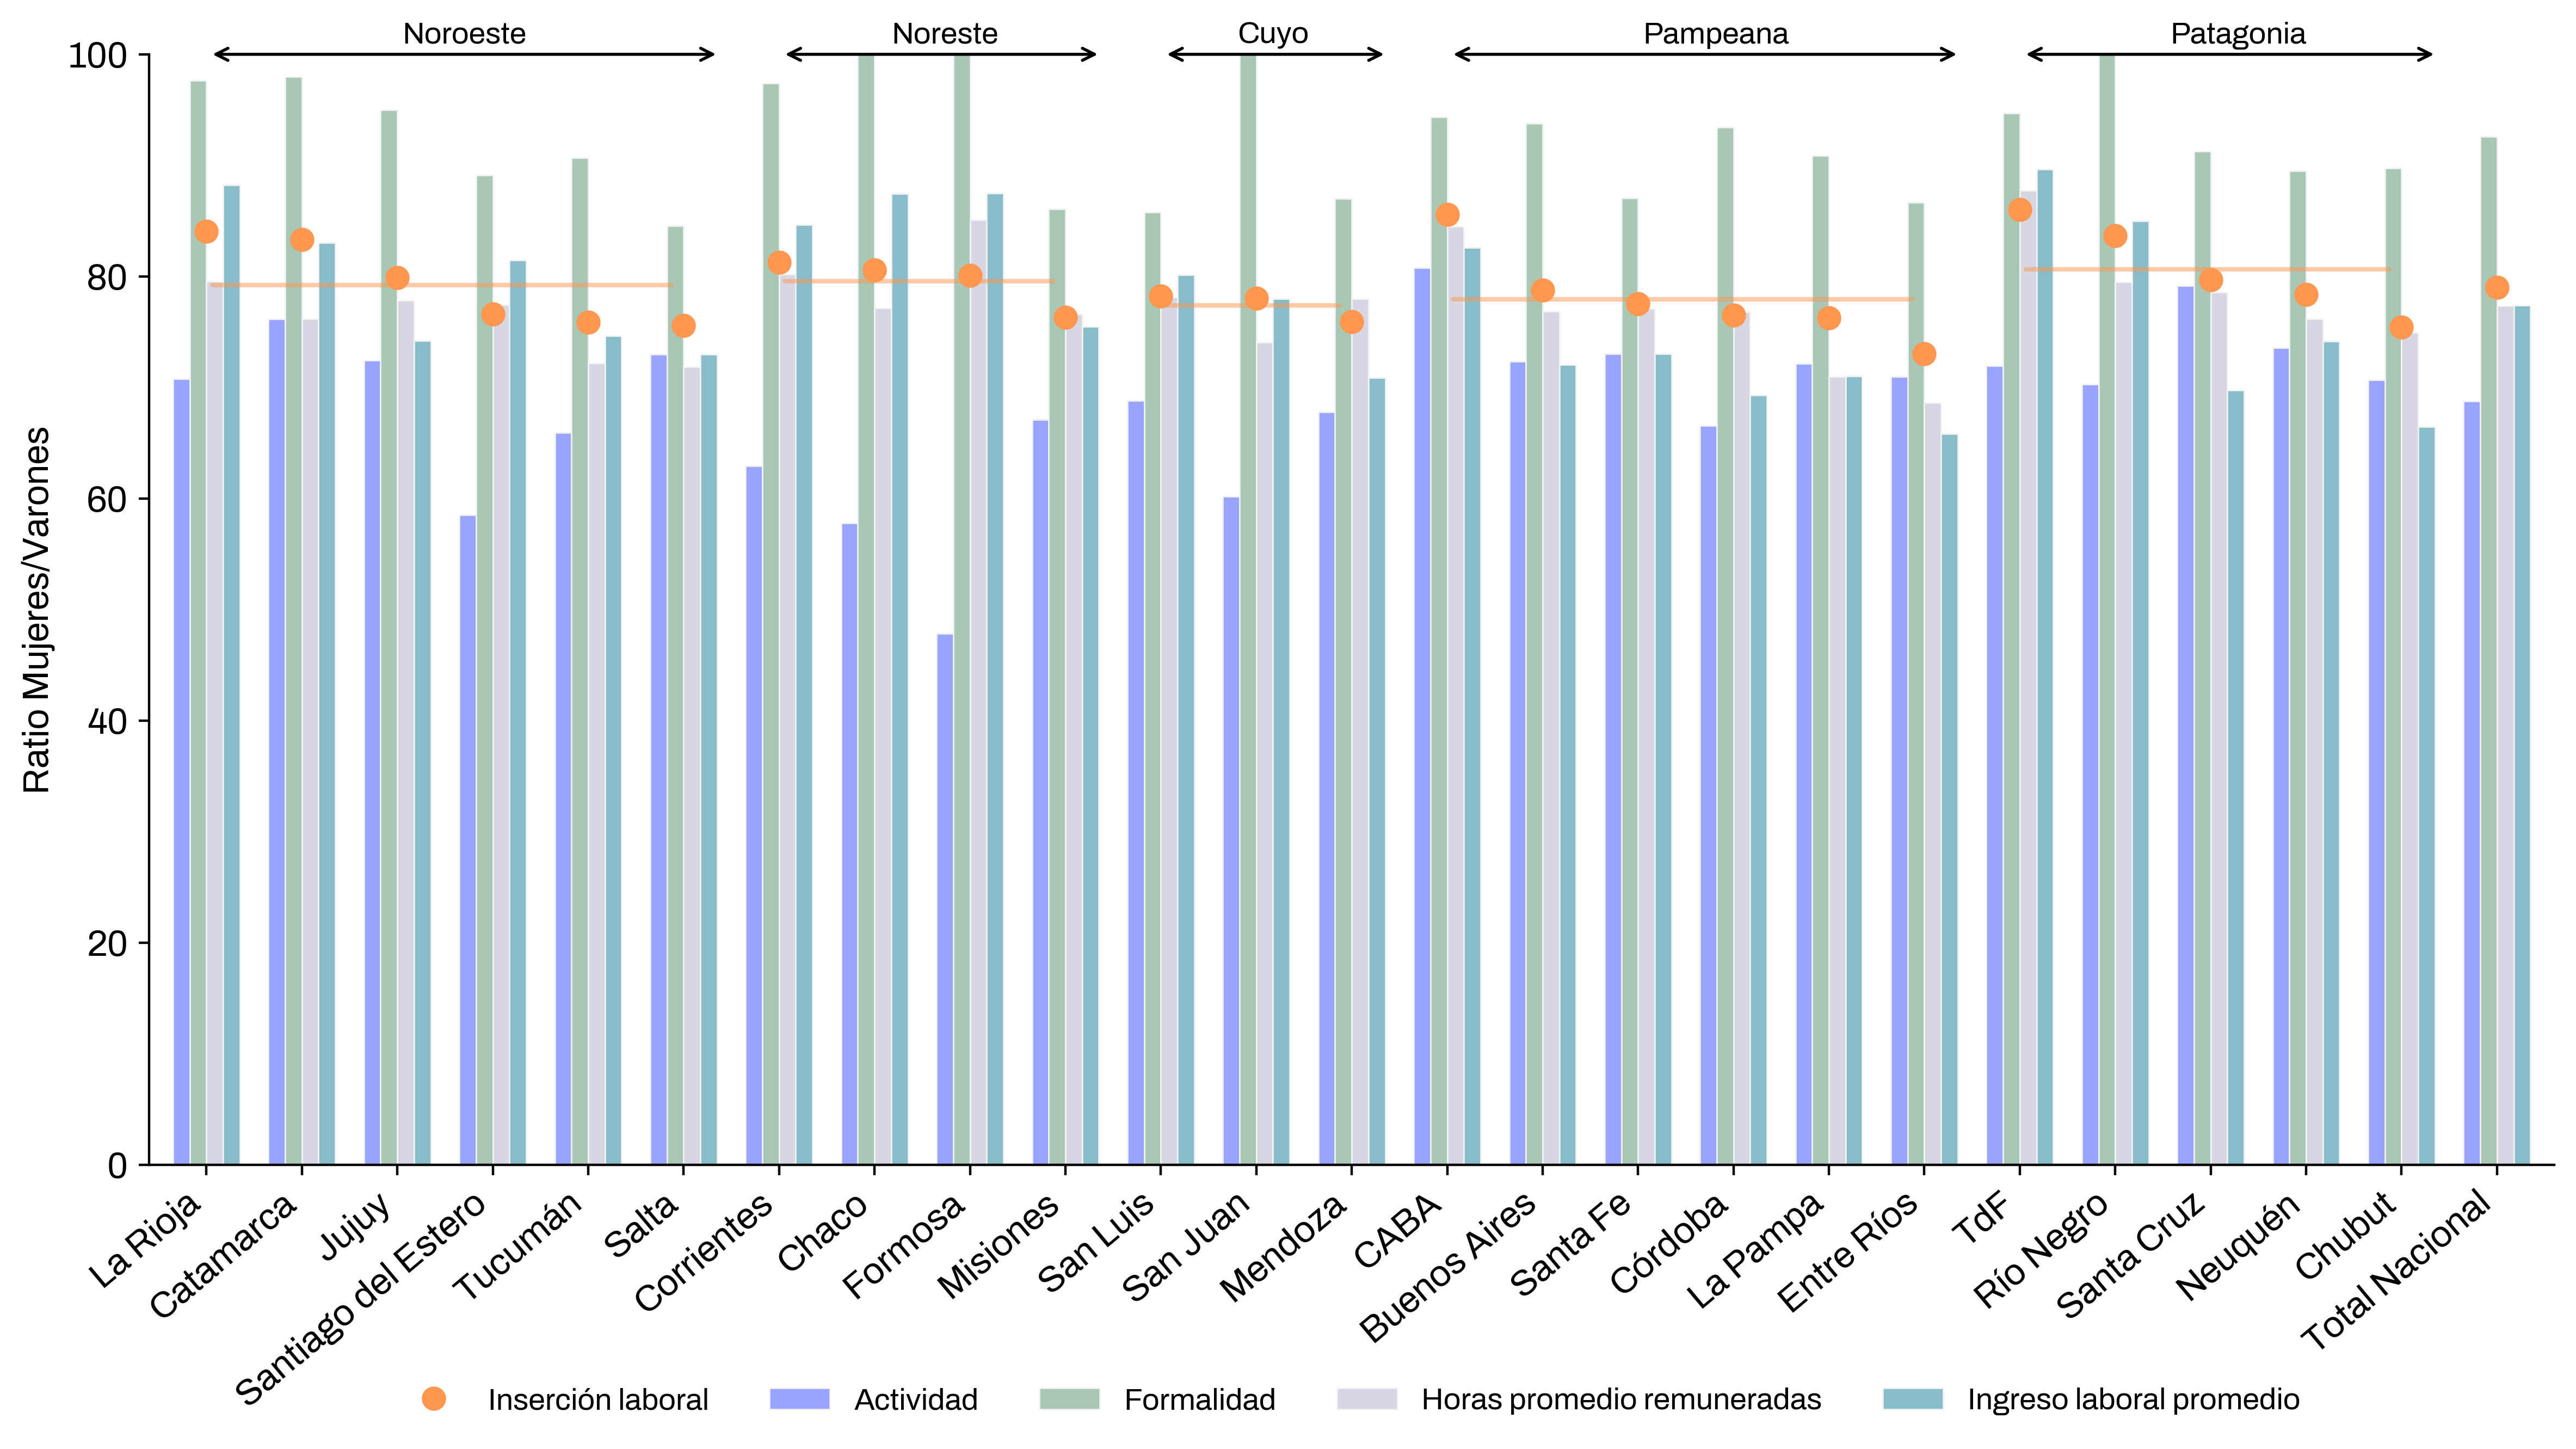 Noroeste
Noreste
Cuyo
Pampeana
Patagonia
Ratio Mujeres/Varones
100
80
60
40
20
0
La Rioja
Catamarca
Jujuy
Santiago del Estero
Tucumán
Salta
Corrientes
Chaco
Formosa
Misiones
San Luis
San Juan
Mendoza
CABA
Buenos Aires
Santa Fe
Córdoba
La Pampa
Entre Ríos
TdF
Río Negro
Santa Cruz
Neuquén
Chubut
Total Nacional
Inserción laboral
Actividad
Formalidad
Horas promedio remuneradas
Ingreso laboral promedio